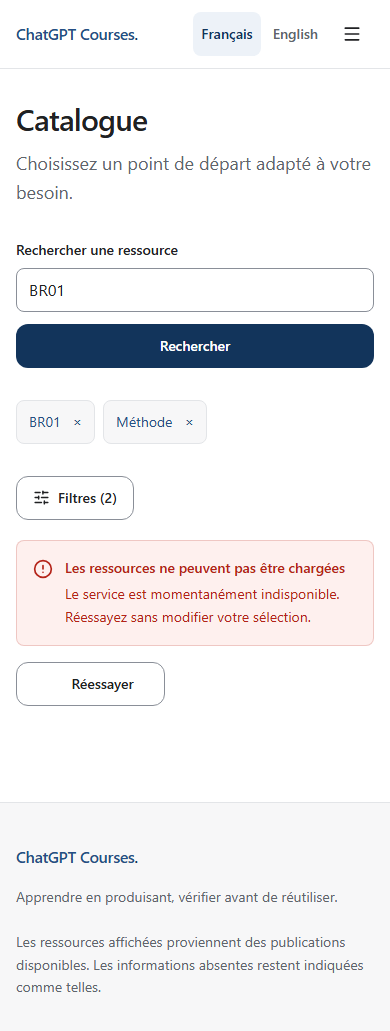 ChatGPT Courses.
Français
English
Catalogue
Choisissez un point de départ adapté à votre
besoin.
Rechercher une ressource
BR01
Rechercher
BR01 ×
Méthode ×
Filtres (2)
Les ressources ne peuvent pas être chargées
Le service est momentanément indisponible.
Réessayez sans modifier votre sélection.
Réessayer
ChatGPT Courses.
Apprendre en produisant, vérifier avant de réutiliser.
Les ressources affichées proviennent des publications
disponibles. Les informations absentes restent indiquées
comme telles.